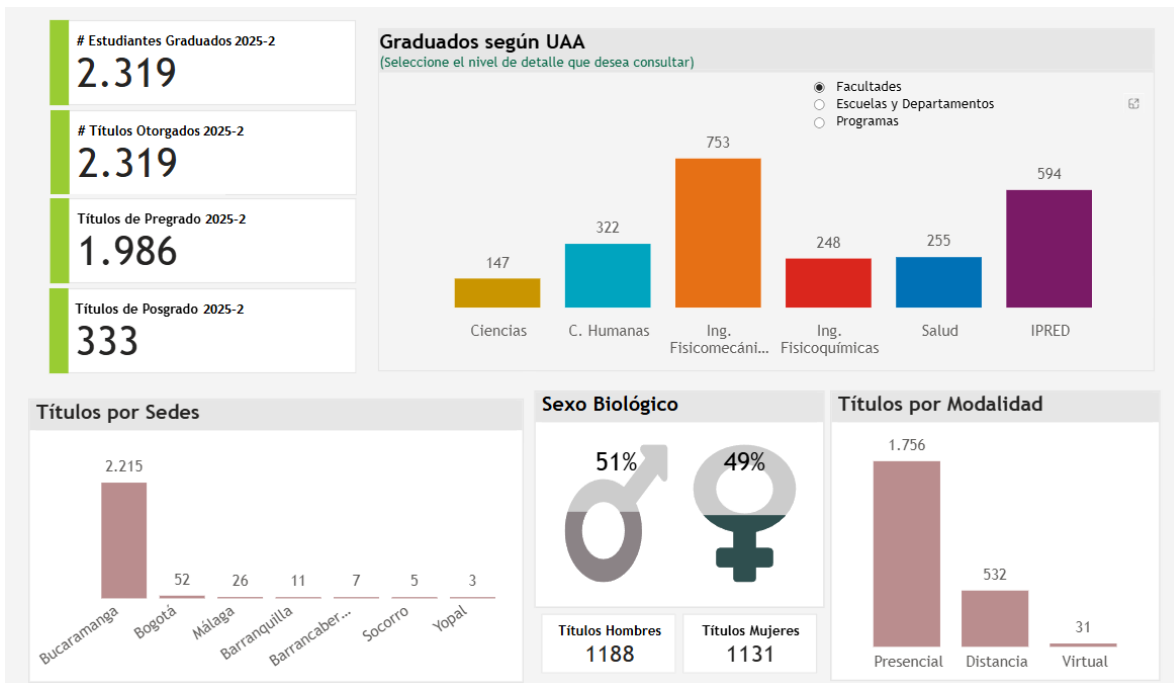 # Estudiantes Graduados 2025-2
2.319
# Títulos Otorgados 2025-2
2.319
Títulos de Pregrado 2025-2
1.986
Títulos de Posgrado 2025-2
333
Graduados según UAA
(Seleccione el nivel de detalle que desea consultar)
Facultades
Escuelas y Departamentos
Programas
147
322
753
248
255
594
Ciencias
C. Humanas
Ing.
Fisicomecáni...
Ing.
Fisicoquímicas
Salud
IPRED
Títulos por Sedes
2.215
52
26
11
7
5
3
Bucaramanga
Bogotá
Málaga
Barranquilla
Barrancaber...
Socorro
Yopal
Sexo Biológico
51%
49%
Títulos Hombres
1188
Títulos Mujeres
1131
Títulos por Modalidad
1.756
532
31
Presencial
Distancia
Virtual